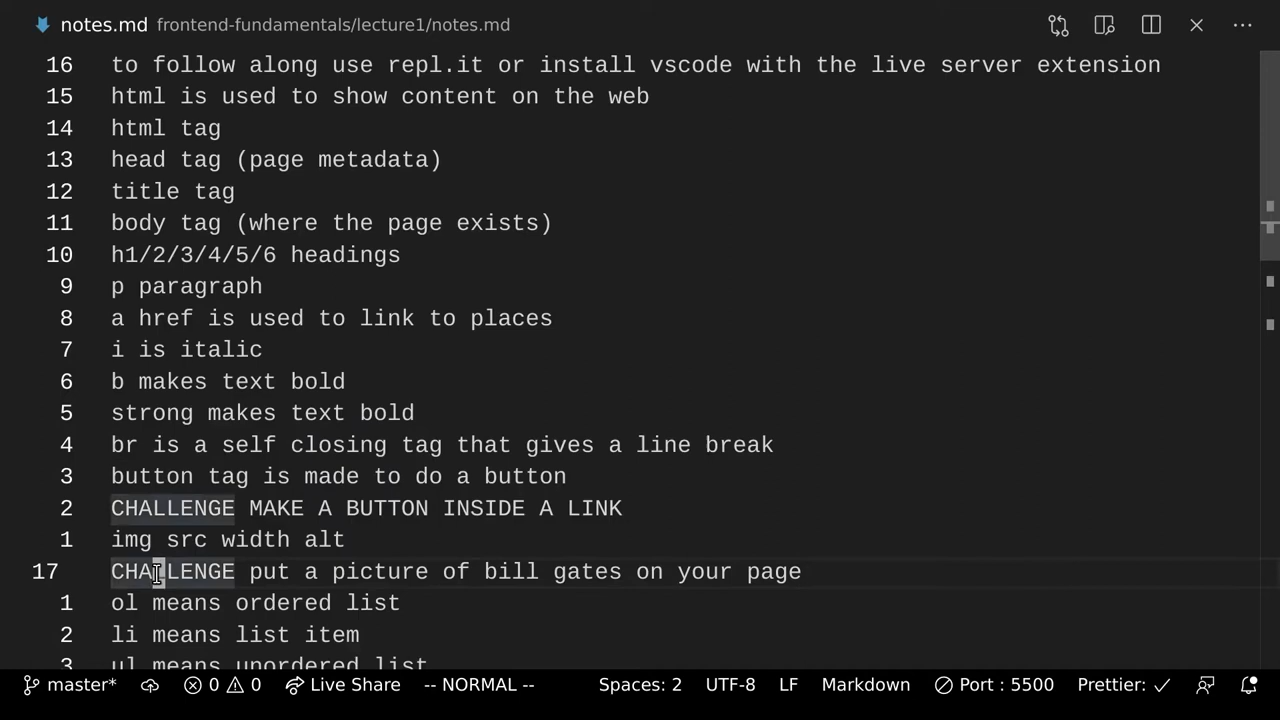 notes.md frontend-fundamentals/lecture1/notes.md
16 to follow along use repl.it or install vscode with the live server extension
15 html is used to show content on the web
14 html tag
13 head tag (page metadata)
12 title tag
11 body tag (where the page exists)
10 h1/2/3/4/5/6 headings
9 p paragraph
8 a href is used to link to places
7 i is italic
6 b makes text bold
5 strong makes text bold
4 br is a self closing tag that gives a line break
3 button tag is made to do a button
2 CHALLENGE MAKE A BUTTON INSIDE A LINK
1 img src width alt
17 CHALLENGE put a picture of bill gates on your page
1 ol means ordered list
2 li means list item
3 ul means unordered list
master* 0 0 Live Share -- NORMAL -- Spaces: 2 UTF-8 LF Markdown Port : 5500 Prettier: